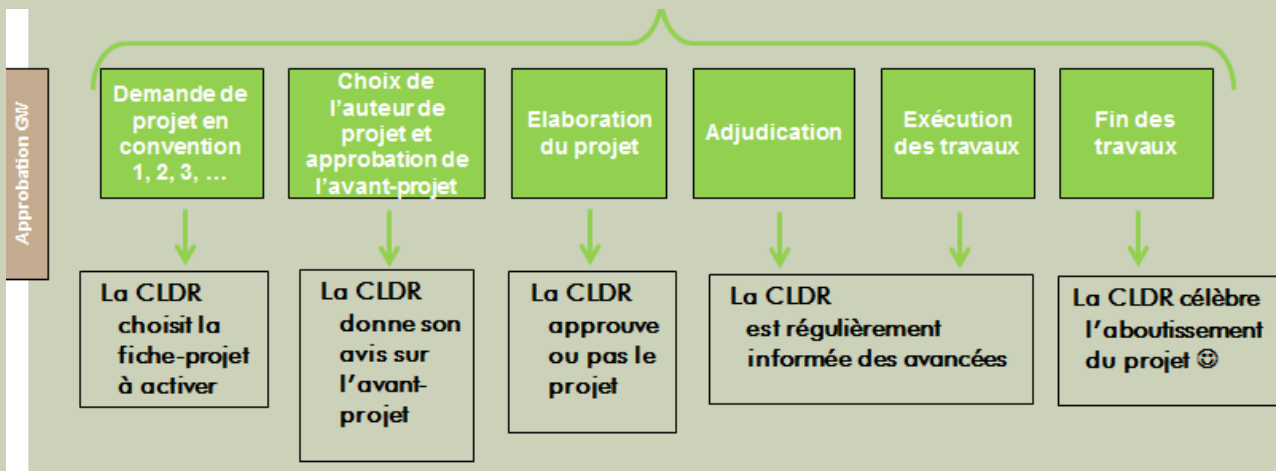 Approbation GW
Demande de
projet en
convention
1, 2, 3, …
Choix de
l’auteur de
projet et
approbation de
l’avant-projet
Elaboration
du projet
Adjudication
Exécution
des travaux
Fin des
travaux
La CLDR
choisit la
fiche-projet
à activer
La CLDR
donne son
avis sur
l’avant-
projet
La CLDR
approuve
ou pas le
projet
La CLDR
est régulièrement
informée des avancées
La CLDR célèbre
l’aboutissement
du projet ☺